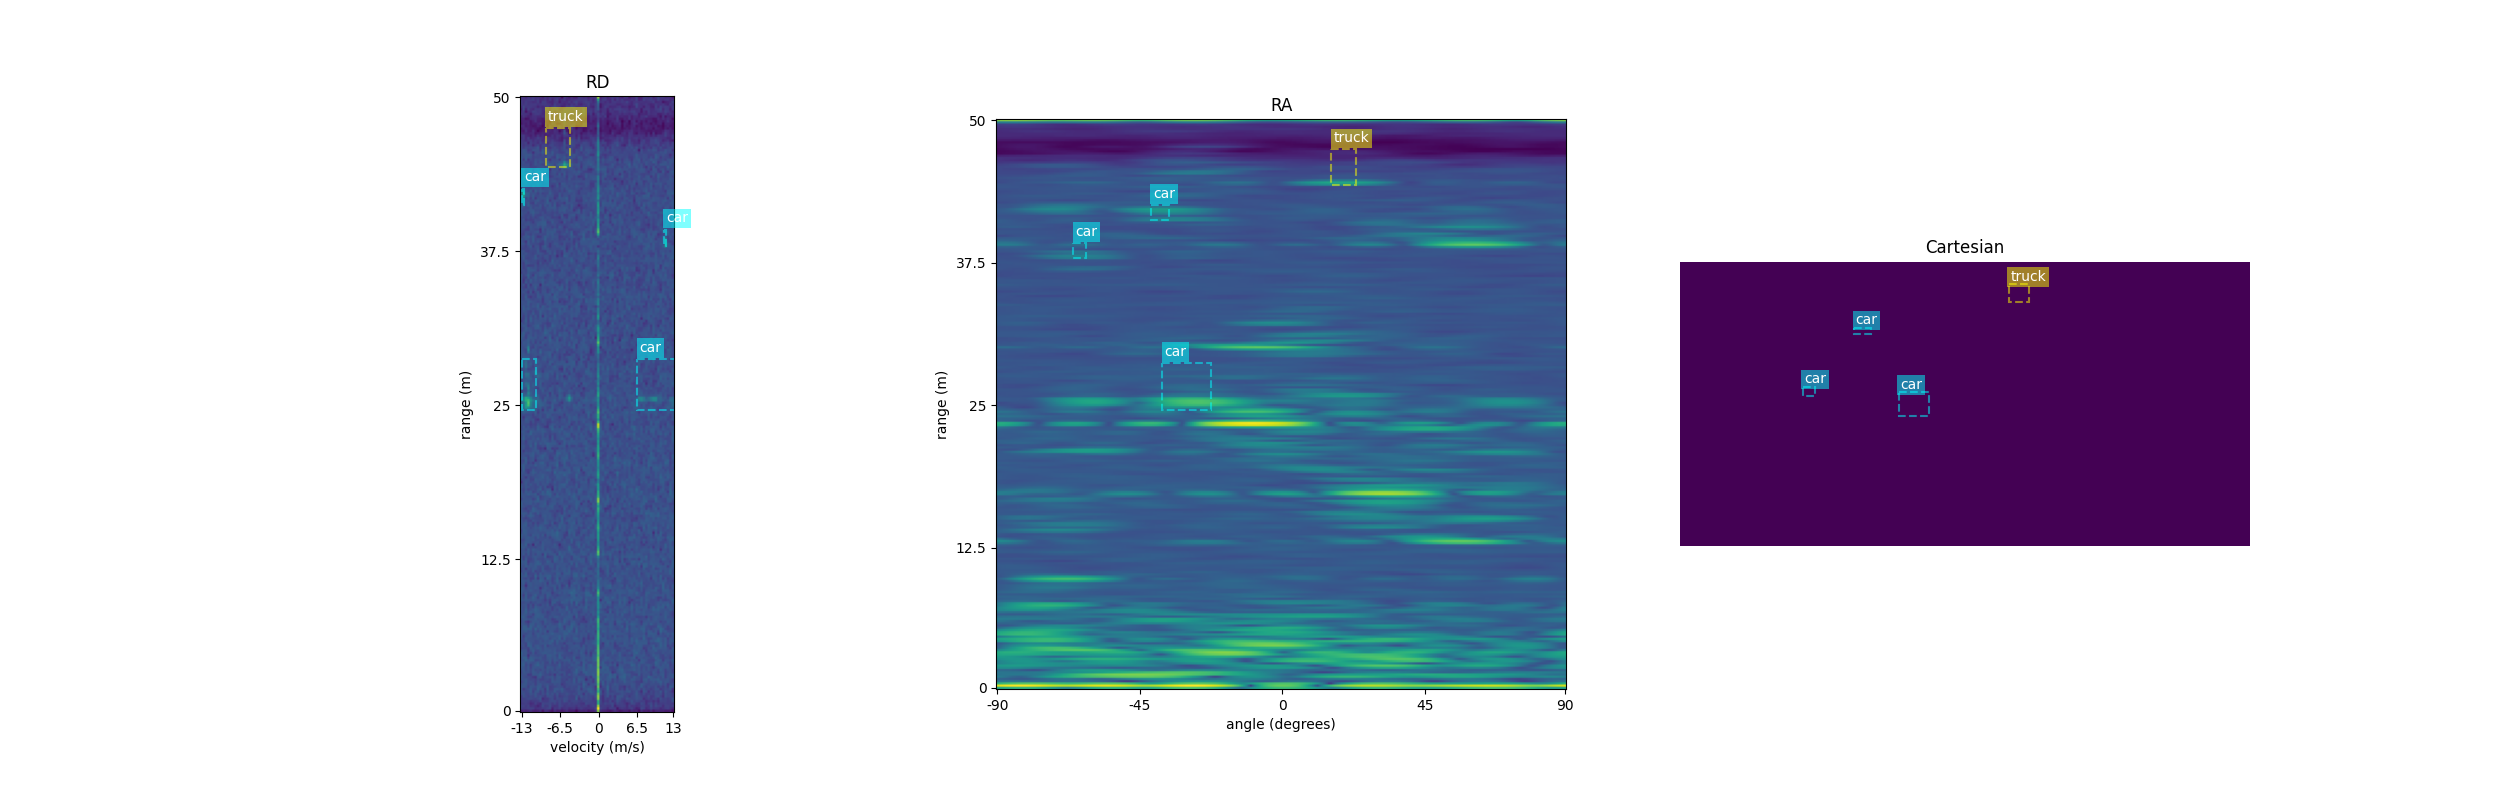 RD
50
37.5
25
12.5
0
range (m)
-13 -6.5 0 6.5 13
velocity (m/s)
truck
car
car
car
RA
50
37.5
25
12.5
0
range (m)
-90 -45 0 45 90
angle (degrees)
truck
car
car
car
Cartesian
truck
car
car
car